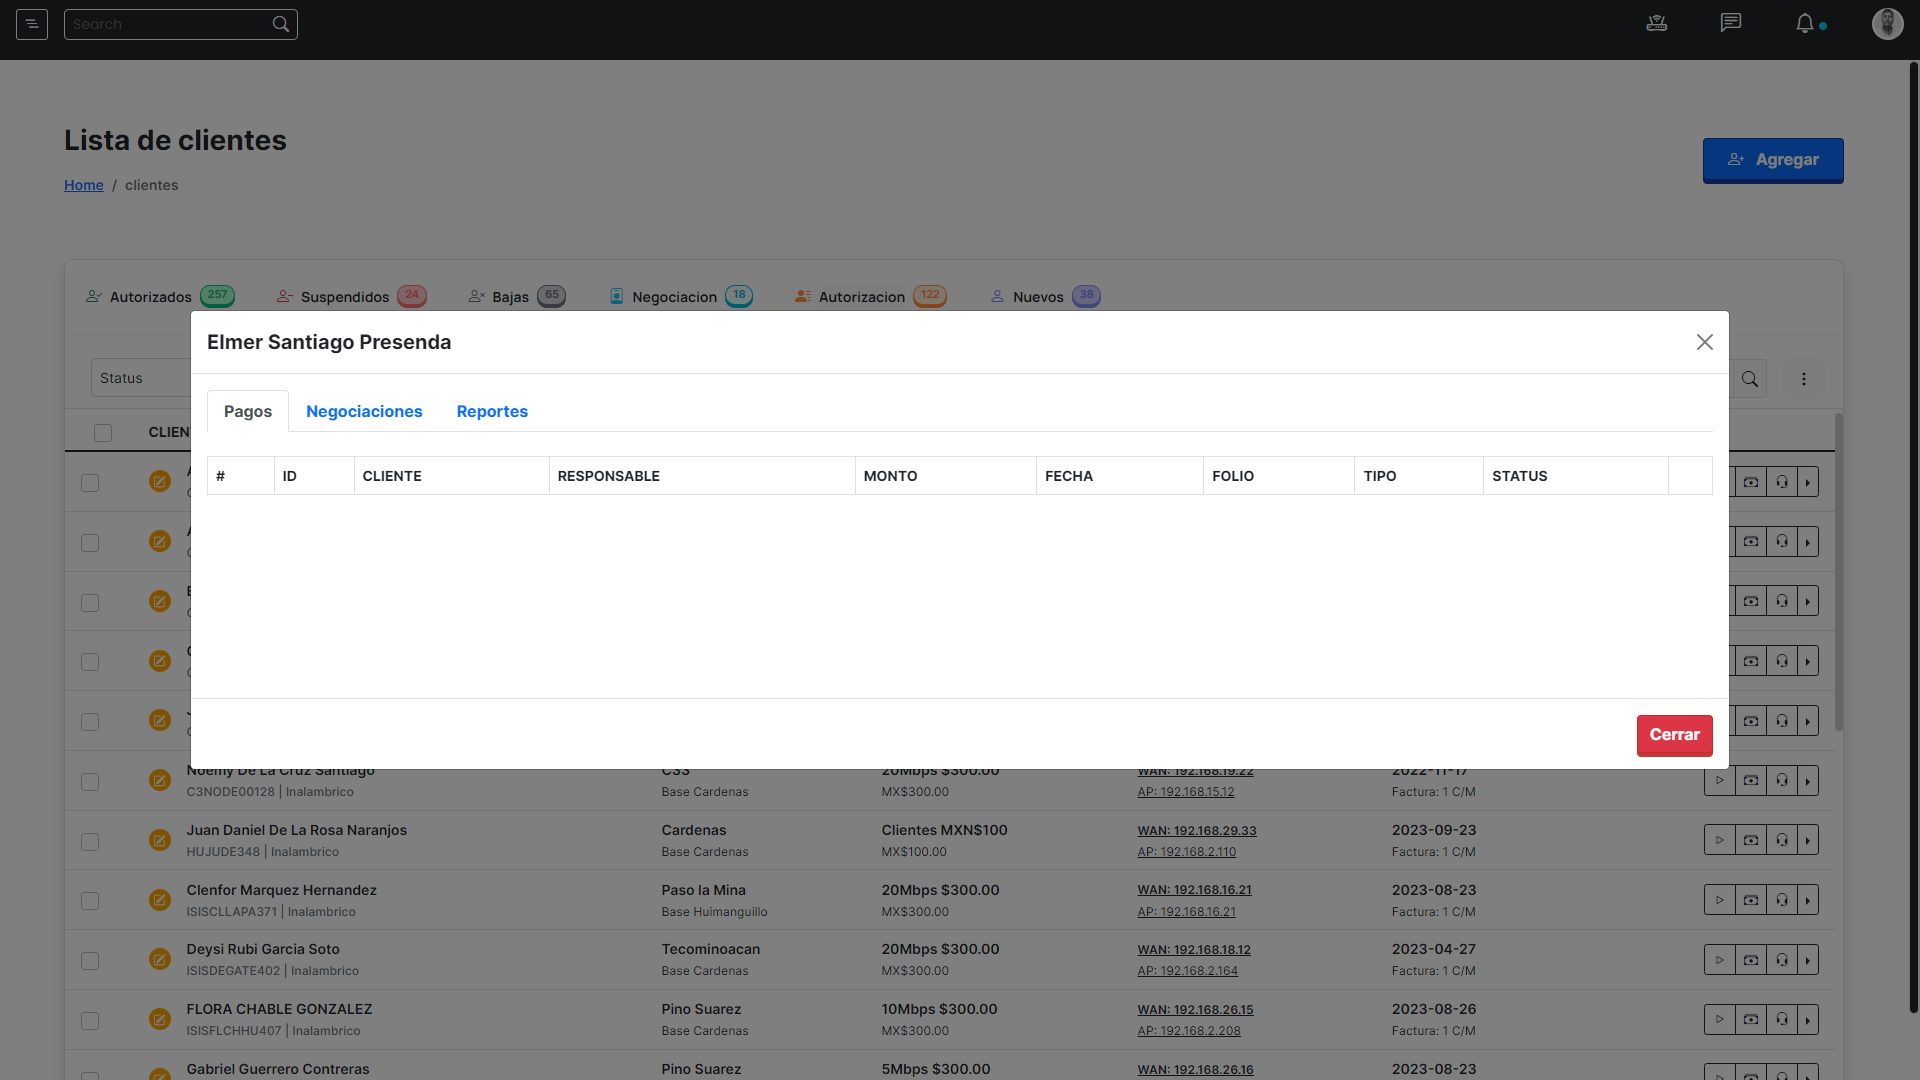 Search
Lista de clientes
Home / clientes
Agregar
Autorizados 257
Suspendidos 24
Bajas 65
Negociacion 18
Autorizacion 122
Nuevos 38
Elmer Santiago Presenda
Status
Pagos
Negociaciones
Reportes
# ID CLIENTE RESPONSABLE MONTO FECHA FOLIO TIPO STATUS
Cerrar
Noemy De La Cruz Santiago C33 20Mbps $300.00 WAN: 192.168.19.22 2022-11-17
C3NODE00128 | Inalambrico Base Cardenas MX$300.00 AP: 192.168.15.12 Factura: 1 C/M
Juan Daniel De La Rosa Naranjos Cardenas Clientes MXN$100 WAN: 192.168.29.33 2023-09-23
HUJUDE348 | Inalambrico Base Cardenas MX$100.00 AP: 192.168.2.110 Factura: 1 C/M
Clenfor Marquez Hernandez Paso la Mina 20Mbps $300.00 WAN: 192.168.16.21 2023-08-23
ISISCLLAPA371 | Inalambrico Base Huimanguillo MX$300.00 AP: 192.168.16.21 Factura: 1 C/M
Deysi Rubi Garcia Soto Tecominoacan 20Mbps $300.00 WAN: 192.168.18.12 2023-04-27
ISISDEGATE402 | Inalambrico Base Cardenas MX$300.00 AP: 192.168.2.164 Factura: 1 C/M
FLORA CHABLE GONZALEZ Pino Suarez 10Mbps $300.00 WAN: 192.168.26.15 2023-08-26
ISISFLCHHU407 | Inalambrico Base Cardenas MX$300.00 AP: 192.168.2.208 Factura: 1 C/M
Gabriel Guerrero Contreras Pino Suarez 5Mbps $300.00 WAN: 192.168.26.16 2023-08-23